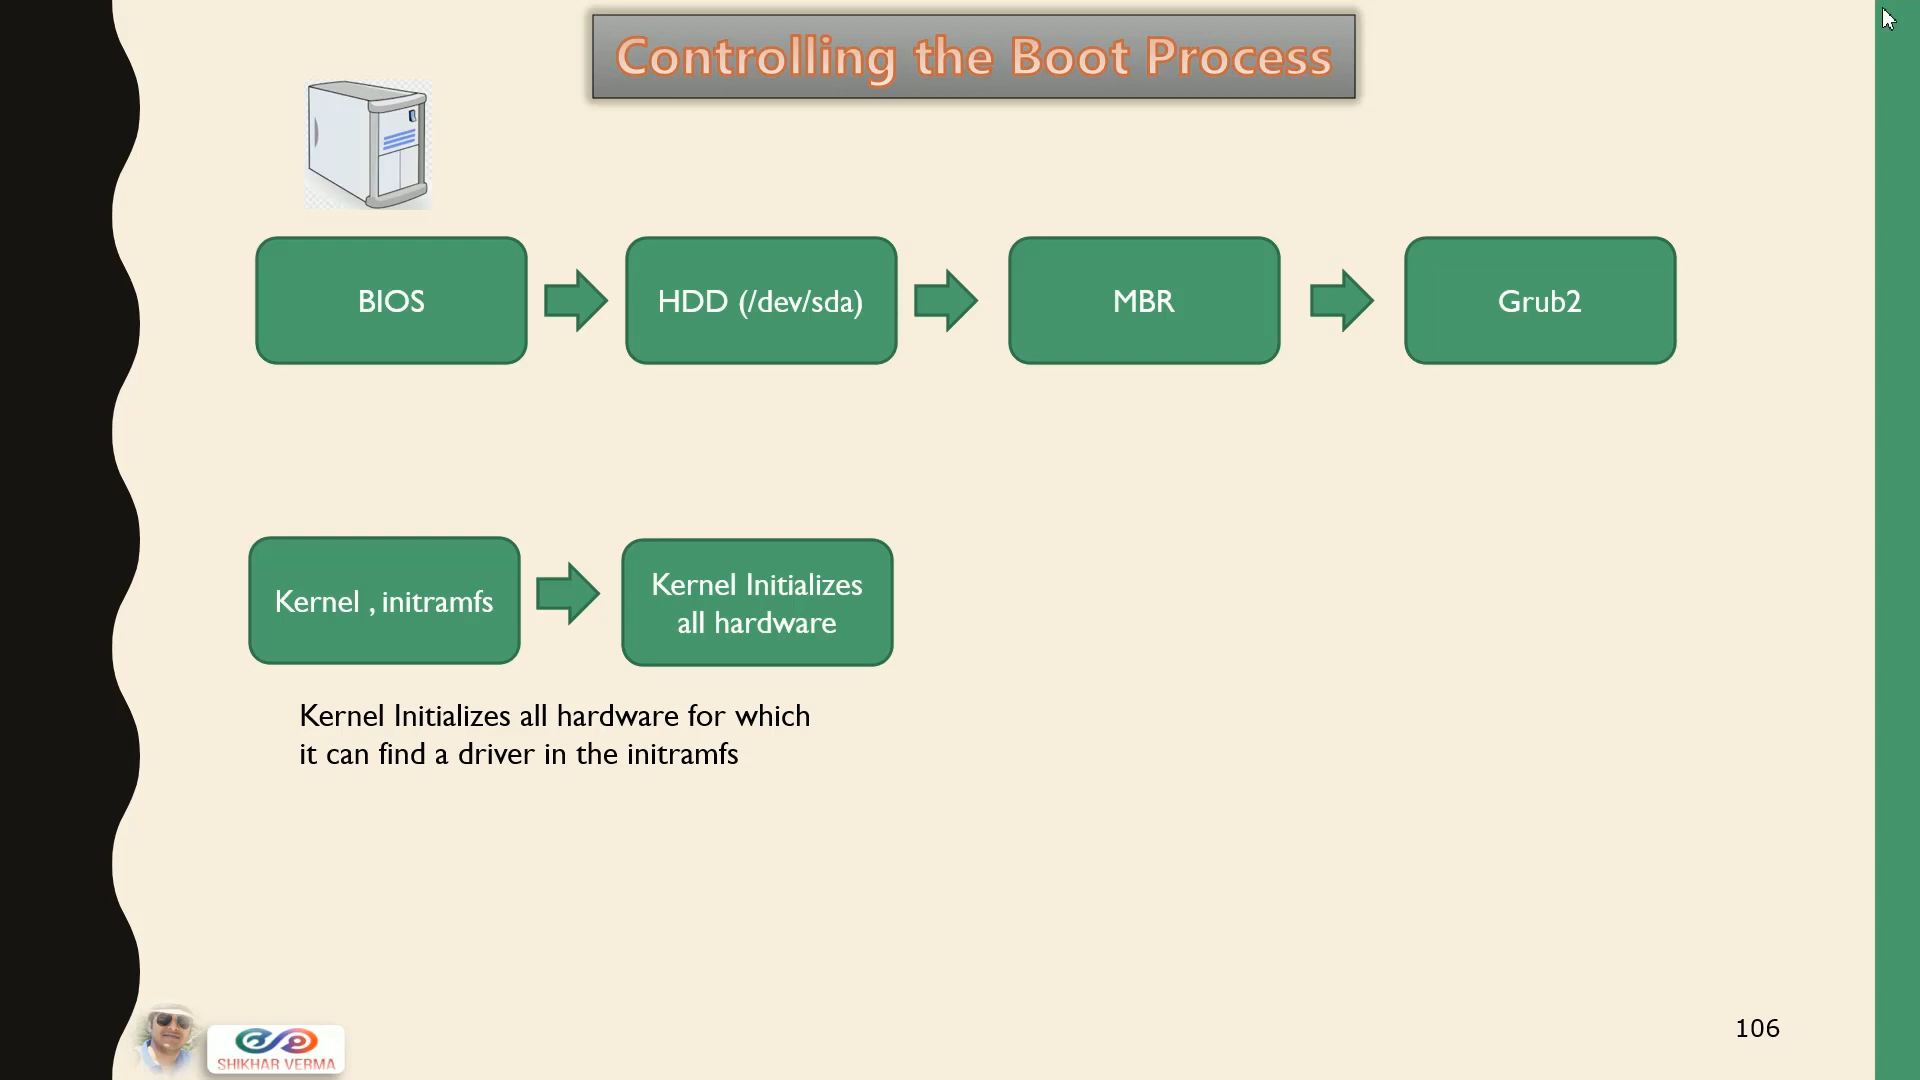 Controlling the Boot Process
BIOS
HDD (/dev/sda)
MBR
Grub2
Kernel , initramfs
Kernel Initializes
all hardware
Kernel Initializes all hardware for which
it can find a driver in the initramfs
SHIKHAR VERMA
106